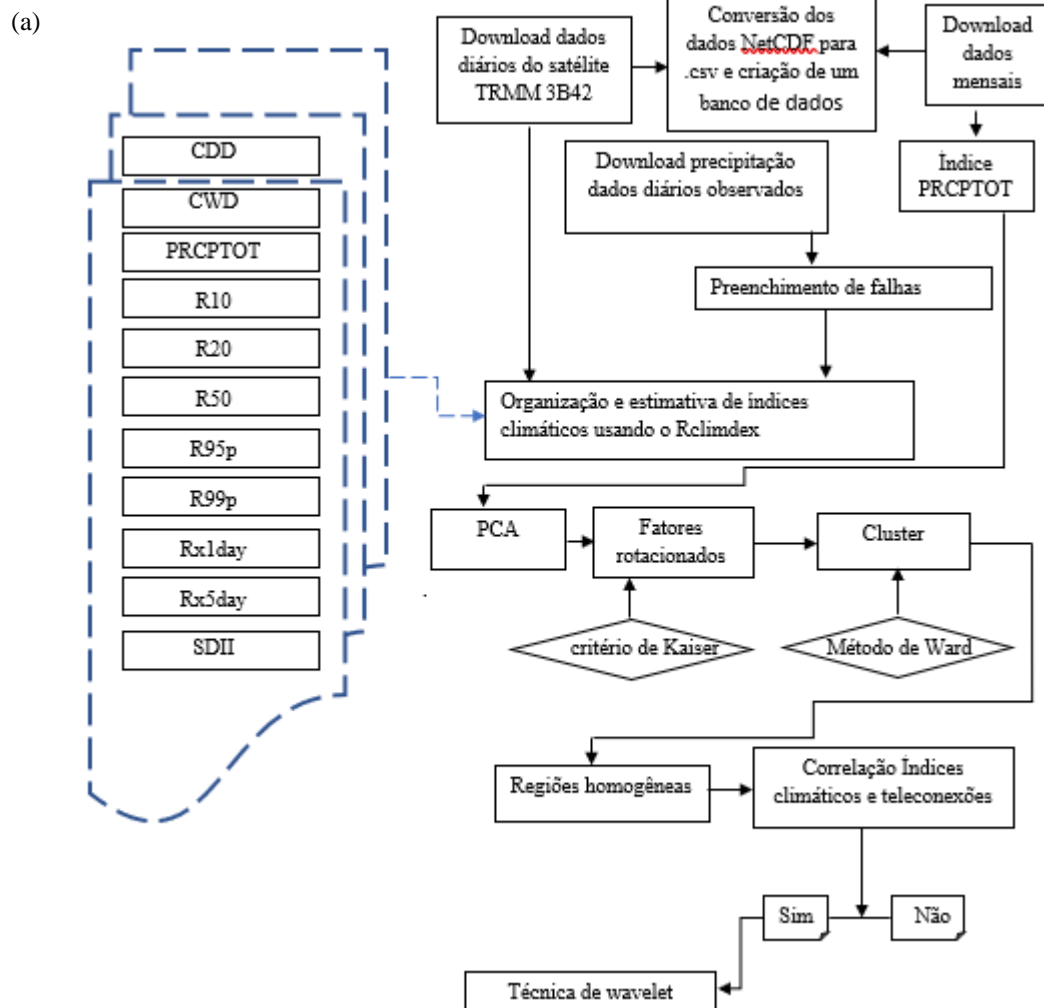 (a)
CDD
CWD
PRCPTOT
R10
R20
R50
R95p
R99p
Rx1day
Rx5day
SDII
Download dados
diários do satélite
TRMM 3B42
Conversão dos
dados NetCDF para
.csv e criação de um
banco de dados
Download
dados
mensais
Download precipitação
dados diários observados
Índice
PRCPTOT
Preenchimento de falhas
Organização e estimativa de índices
climáticos usando o Rclimdex
PCA
Fatores
rotacionados
Cluster
critério de Kaiser
Método de Ward
Regiões homogêneas
Correlação Índices
climáticos e teleconexões
Sim
Não
Técnica de wavelet